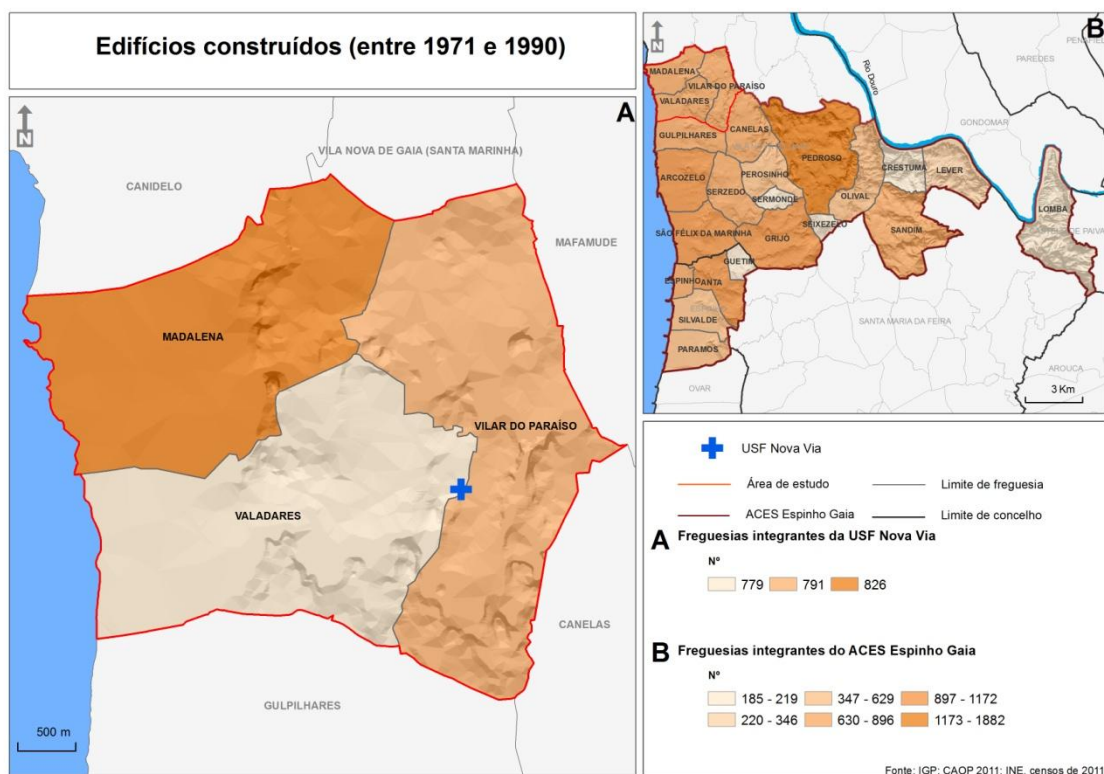 Edifícios construídos (entre 1971 e 1990)
A
N
VILA NOVA DE GAIA (SANTA MARINHA)
CANIDELO
MAFAMUDE
MADALENA
VILAR DO PARAÍSO
VALADARES
CANELAS
GULPILHARES
500 m
B
N
PENAFIEL
PAREDES
Rio Douro
MADALENA
VILAR DO PARAÍSO
VALADARES
GONDOMAR
GULPILHARES
CANELAS
PEDROSO
CRESTUMA
LEVER
ARCOZELO
PEROSINHO
SERZEDO
SERMONDE
OLIVAL
LOMBA
SEIXEZELO
SANDIM
SÃO FÉLIX DA MARINHA
GRIJÓ
GUETIM
ESPINHO
ANTA
SILVALDE
SANTA MARIA DA FEIRA
PARAMOS
AROUCA
OVAR
3 Km
USF Nova Via
Área de estudo
Limite de freguesia
ACES Espinho Gaia
Limite de concelho
A Freguesias integrantes da USF Nova Via
Nº
779 791 826
B Freguesias integrantes do ACES Espinho Gaia
Nº
185 - 219 347 - 629 897 - 1172
220 - 346 630 - 896 1173 - 1882
Fonte: IGP: CAOP 2011; INE, censos de 2011